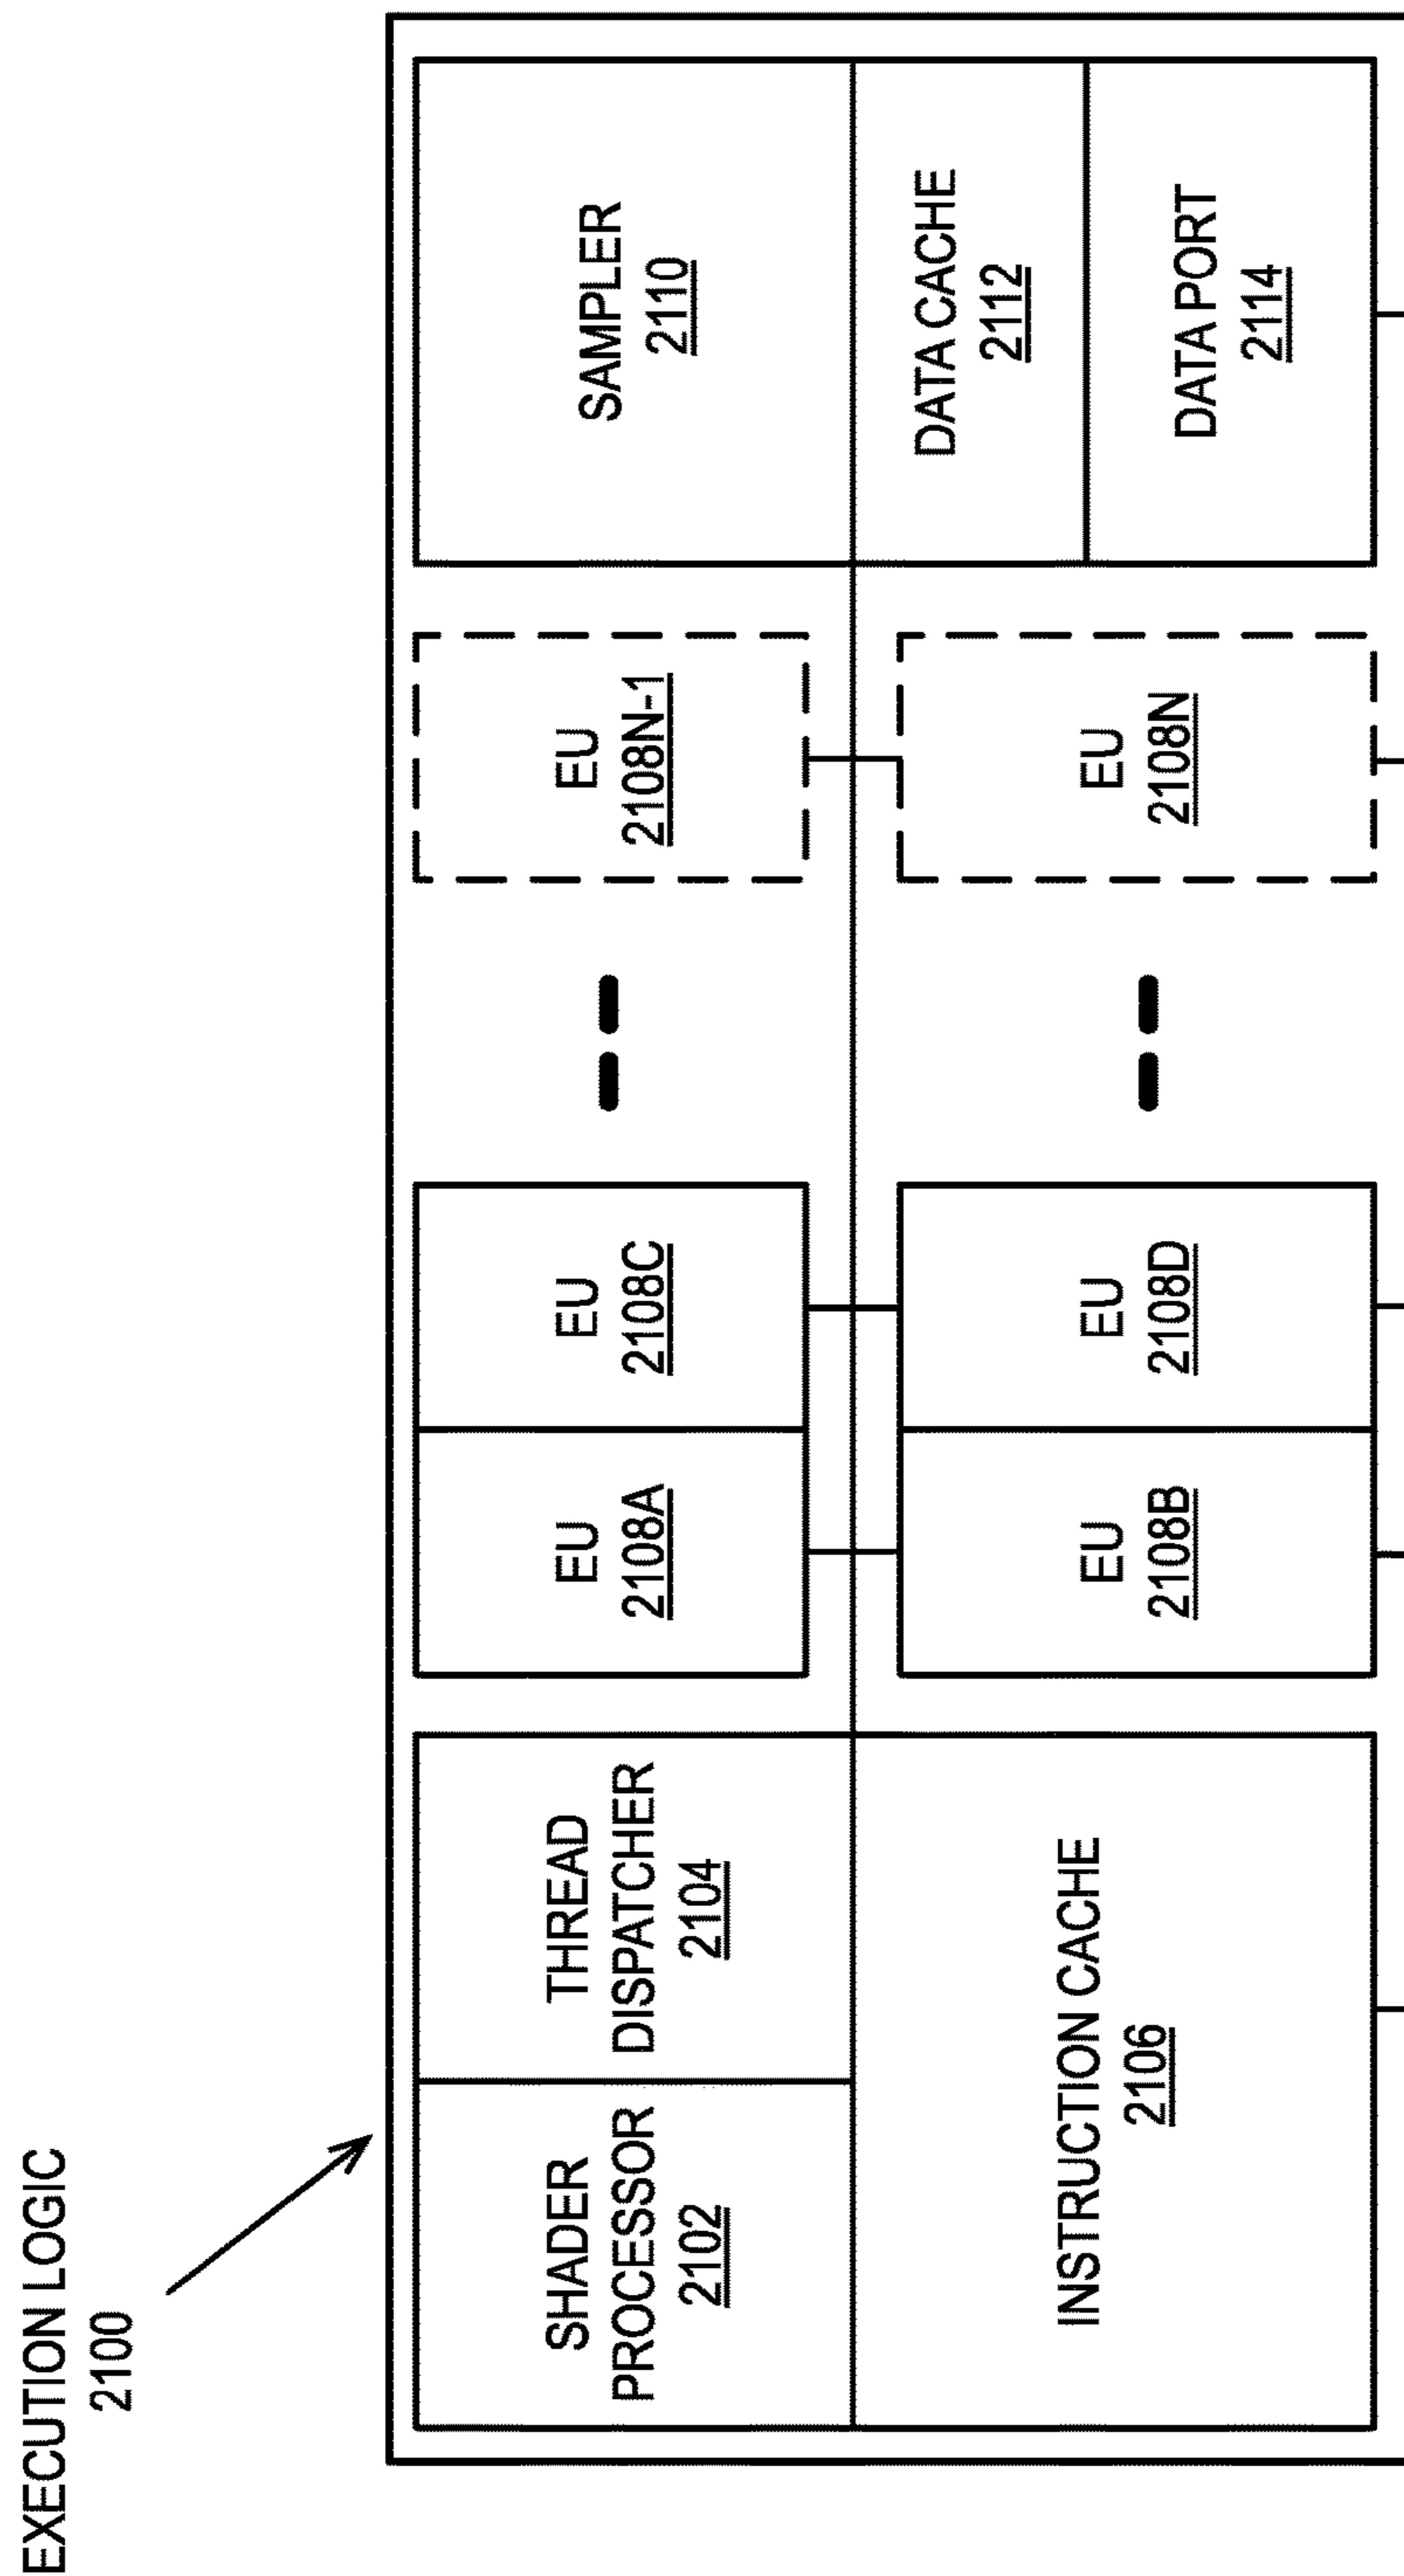 EXECUTION LOGIC
2100
SHADER
PROCESSOR
2102
THREAD
DISPATCHER
2104
INSTRUCTION CACHE
2106
EU
2108A
EU
2108C
EU
2108N-1
EU
2108B
EU
2108D
EU
2108N
SAMPLER
2110
DATA CACHE
2112
DATA PORT
2114